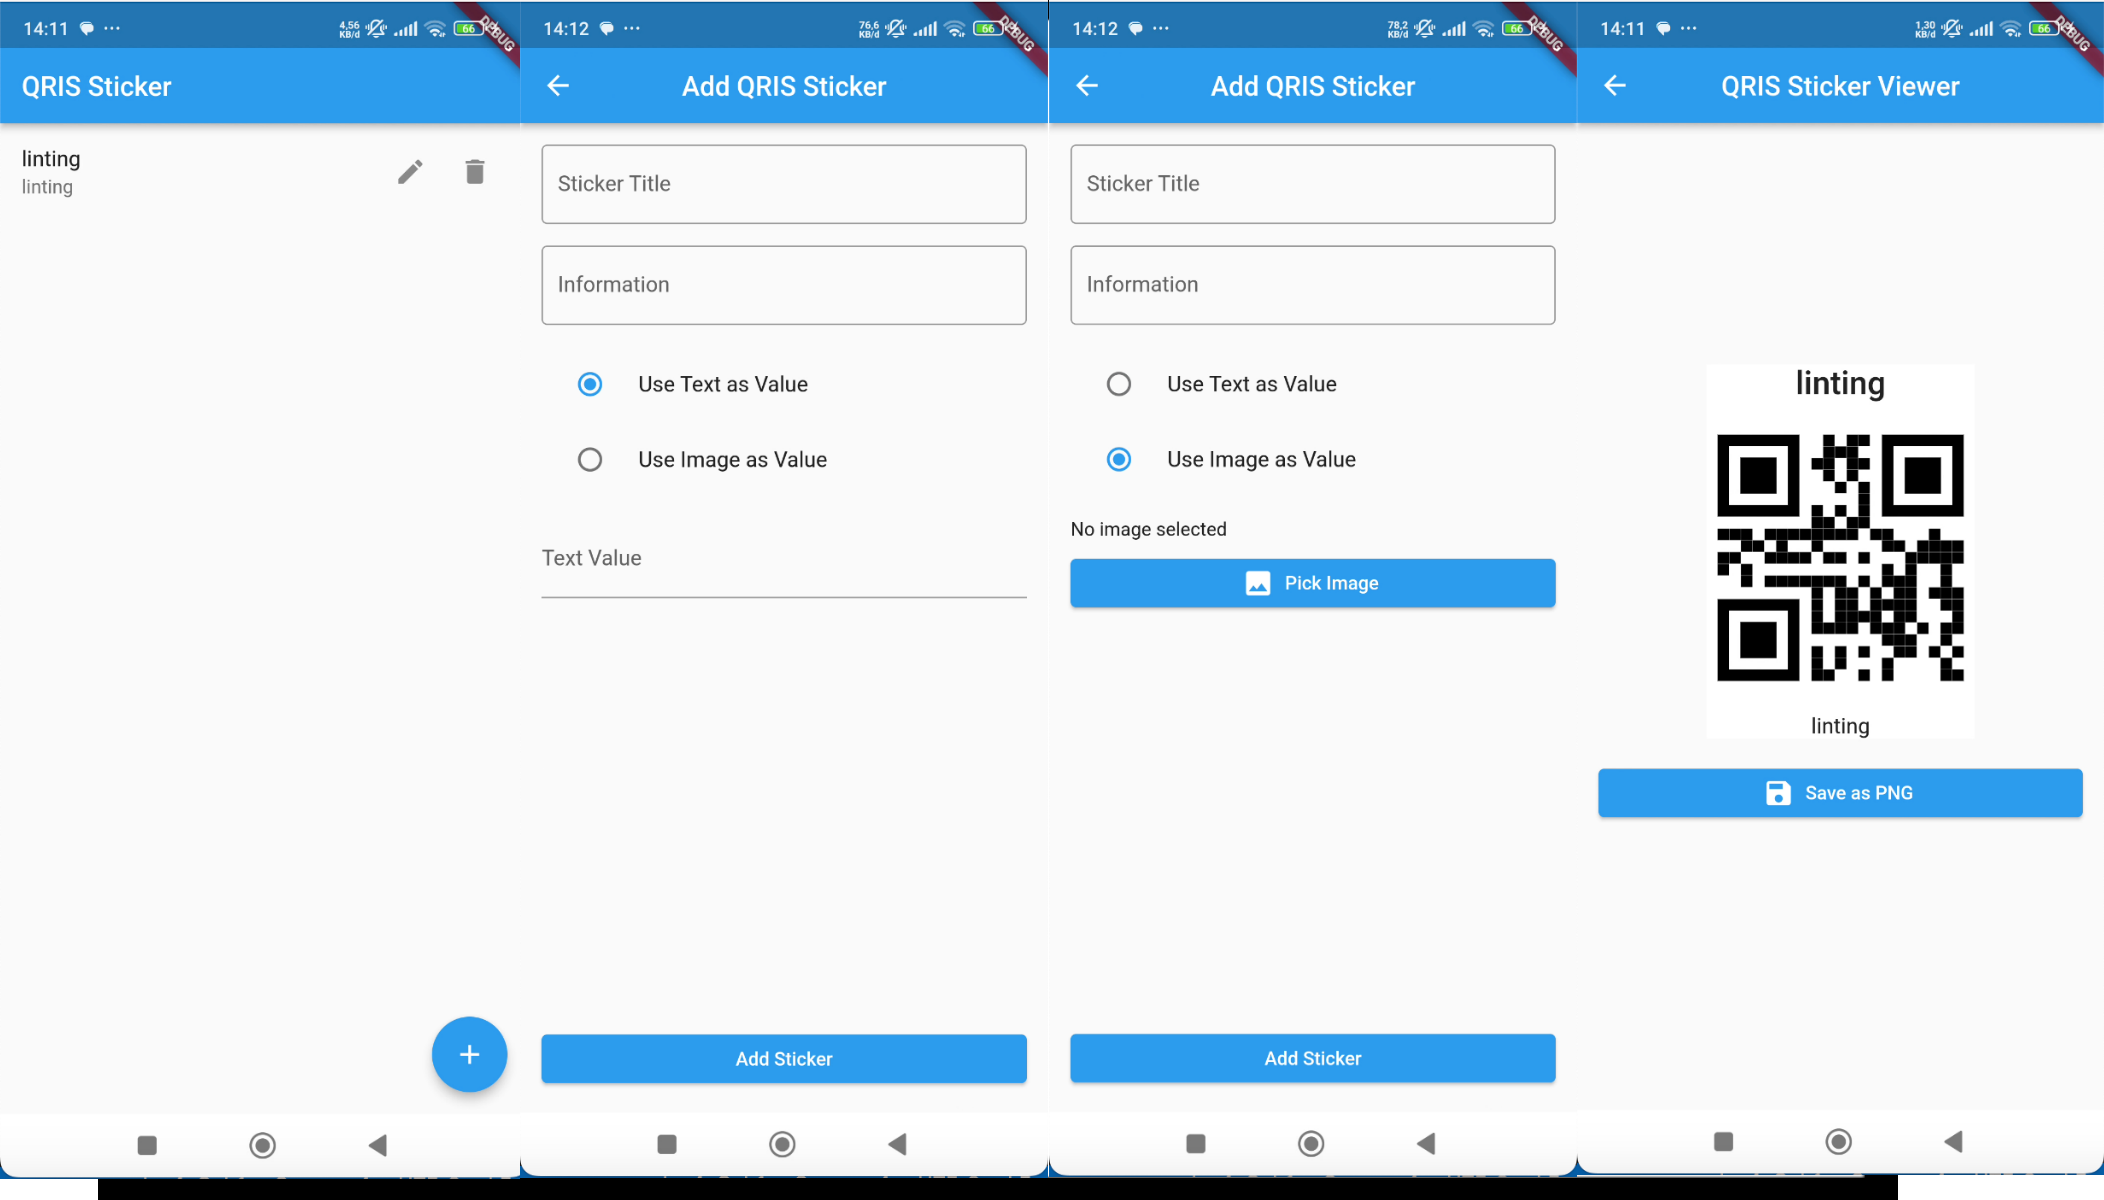 14:11 ...
4,56
KB/d
66
DEBUG
QRIS Sticker
linting
linting
14:12 ...
76,6
KB/d
66
DEBUG
Add QRIS Sticker
Sticker Title
Information
Use Text as Value
Use Image as Value
Text Value
Add Sticker
14:12 ...
78,2
KB/d
66
DEBUG
Add QRIS Sticker
Sticker Title
Information
Use Text as Value
Use Image as Value
No image selected
Pick Image
Add Sticker
14:11 ...
1,30
KB/d
66
DEBUG
QRIS Sticker Viewer
linting
linting
Save as PNG